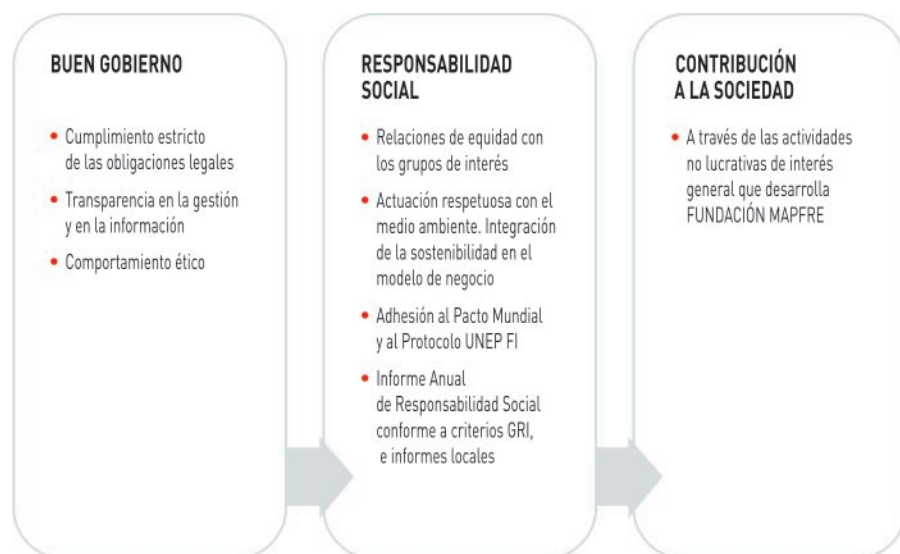 BUEN GOBIERNO
• Cumplimiento estricto
de las obligaciones legales
• Transparencia en la gestión
y en la información
• Comportamiento ético
RESPONSABILIDAD
SOCIAL
• Relaciones de equidad con
los grupos de interés
• Actuación respetuosa con el
medio ambiente. Integración
de la sostenibilidad en el
modelo de negocio
• Adhesión al Pacto Mundial
y al Protocolo UNEP FI
• Informe Anual
de Responsabilidad Social
conforme a criterios GRI,
e informes locales
CONTRIBUCIÓN
A LA SOCIEDAD
• A través de las actividades
no lucrativas de interés
general que desarrolla
FUNDACIÓN MAPFRE